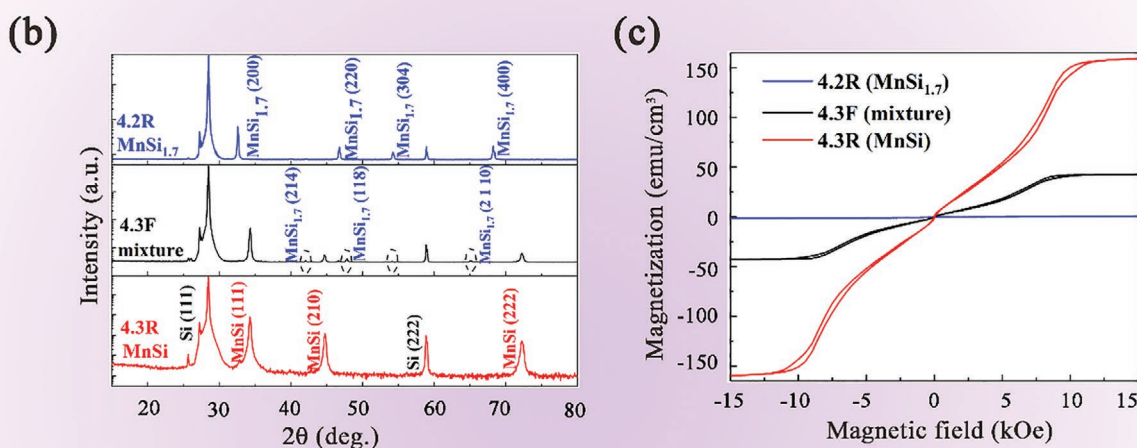 (b)
Intensity (a.u.)
4.2R
MnSi1.7
MnSi1.7 (200)
MnSi1.7 (220)
MnSi1.7 (304)
MnSi1.7 (400)
4.3F
mixture
MnSi1.7 (214)
MnSi1.7 (118)
MnSi1.7 (2 1 10)
4.3R
MnSi
Si (111)
MnSi (111)
MnSi (210)
Si (222)
MnSi (222)
20 30 40 50 60 70 80
2θ (deg.)
(c)
Magnetization (emu/cm³)
150
100
50
0
-50
-100
-150
4.2R (MnSi1.7)
4.3F (mixture)
4.3R (MnSi)
-15 -10 -5 0 5 10 15
Magnetic field (kOe)